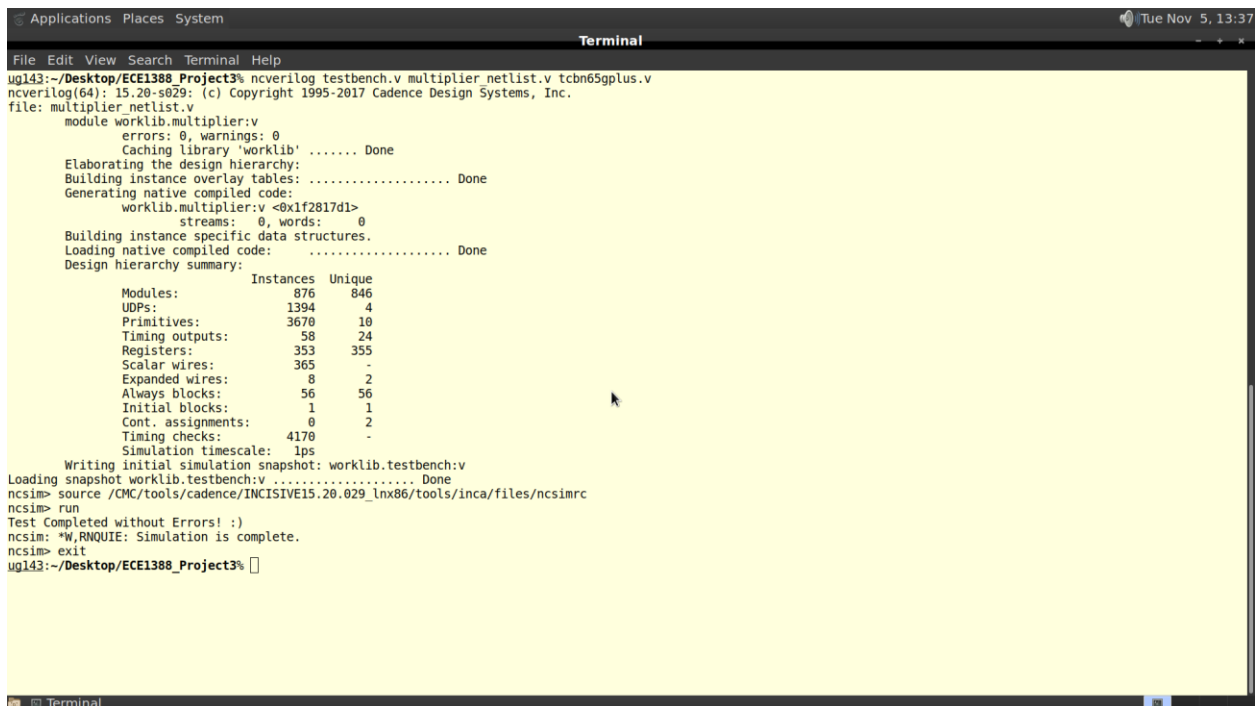 Applications Places System Tue Nov 5, 13:37
Terminal
File Edit View Search Terminal Help
ug143:~/Desktop/ECE1388_Project3% ncverilog testbench.v multiplier_netlist.v tcbn65gplus.v
ncverilog(64): 15.20-s029: (c) Copyright 1995-2017 Cadence Design Systems, Inc.
file: multiplier_netlist.v
module worklib.multiplier:v
errors: 0, warnings: 0
Caching library 'worklib' ....... Done
Elaborating the design hierarchy:
Building instance overlay tables: .................... Done
Generating native compiled code:
worklib.multiplier:v <0x1f2817d1>
streams: 0, words: 0
Building instance specific data structures.
Loading native compiled code: .................... Done
Design hierarchy summary:
Instances Unique
Modules: 876 846
UDPs: 1394 4
Primitives: 3670 10
Timing outputs: 58 24
Registers: 353 355
Scalar wires: 365 -
Expanded wires: 8 2
Always blocks: 56 56
Initial blocks: 1 1
Cont. assignments: 0 2
Timing checks: 4170 -
Simulation timescale: 1ps
Writing initial simulation snapshot: worklib.testbench:v
Loading snapshot worklib.testbench:v .................... Done
ncsim> source /CMC/tools/cadence/INCISIVE15.20.029_lnx86/tools/inca/files/ncsimrc
ncsim> run
Test Completed without Errors! :)
ncsim: *W,RNQUIE: Simulation is complete.
ncsim> exit
ug143:~/Desktop/ECE1388_Project3%
Terminal